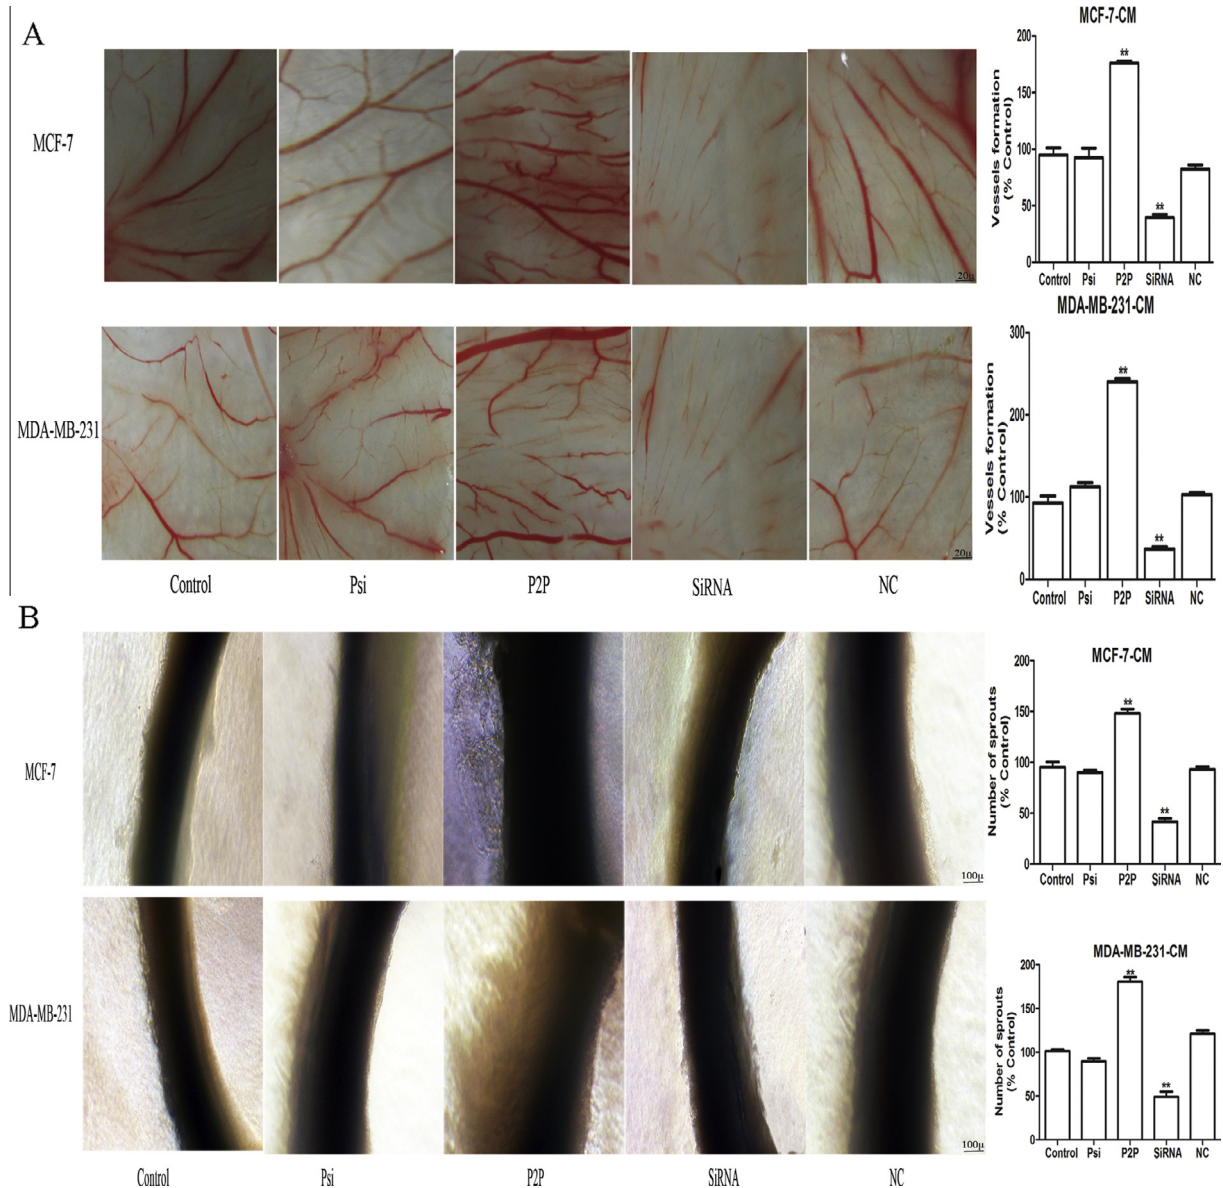 A
MCF-7
20μ
MCF-7-CM
Vessels formation
(% Control)
200
150
100
50
0
**
**
Control Psi P2P SiRNA NC
MDA-MB-231
20μ
Control Psi P2P SiRNA NC
MDA-MB-231-CM
Vessels formation
(% Control)
300
200
100
0
**
**
Control Psi P2P SiRNA NC
B
MCF-7
100μ
MCF-7-CM
Number of sprouts
(% Control)
200
150
100
50
0
**
**
Control Psi P2P SiRNA NC
MDA-MB-231
100μ
Control Psi P2P SiRNA NC
MDA-MB-231-CM
Number of sprouts
(% Control)
200
150
100
50
0
**
**
Control Psi P2P SiRNA NC